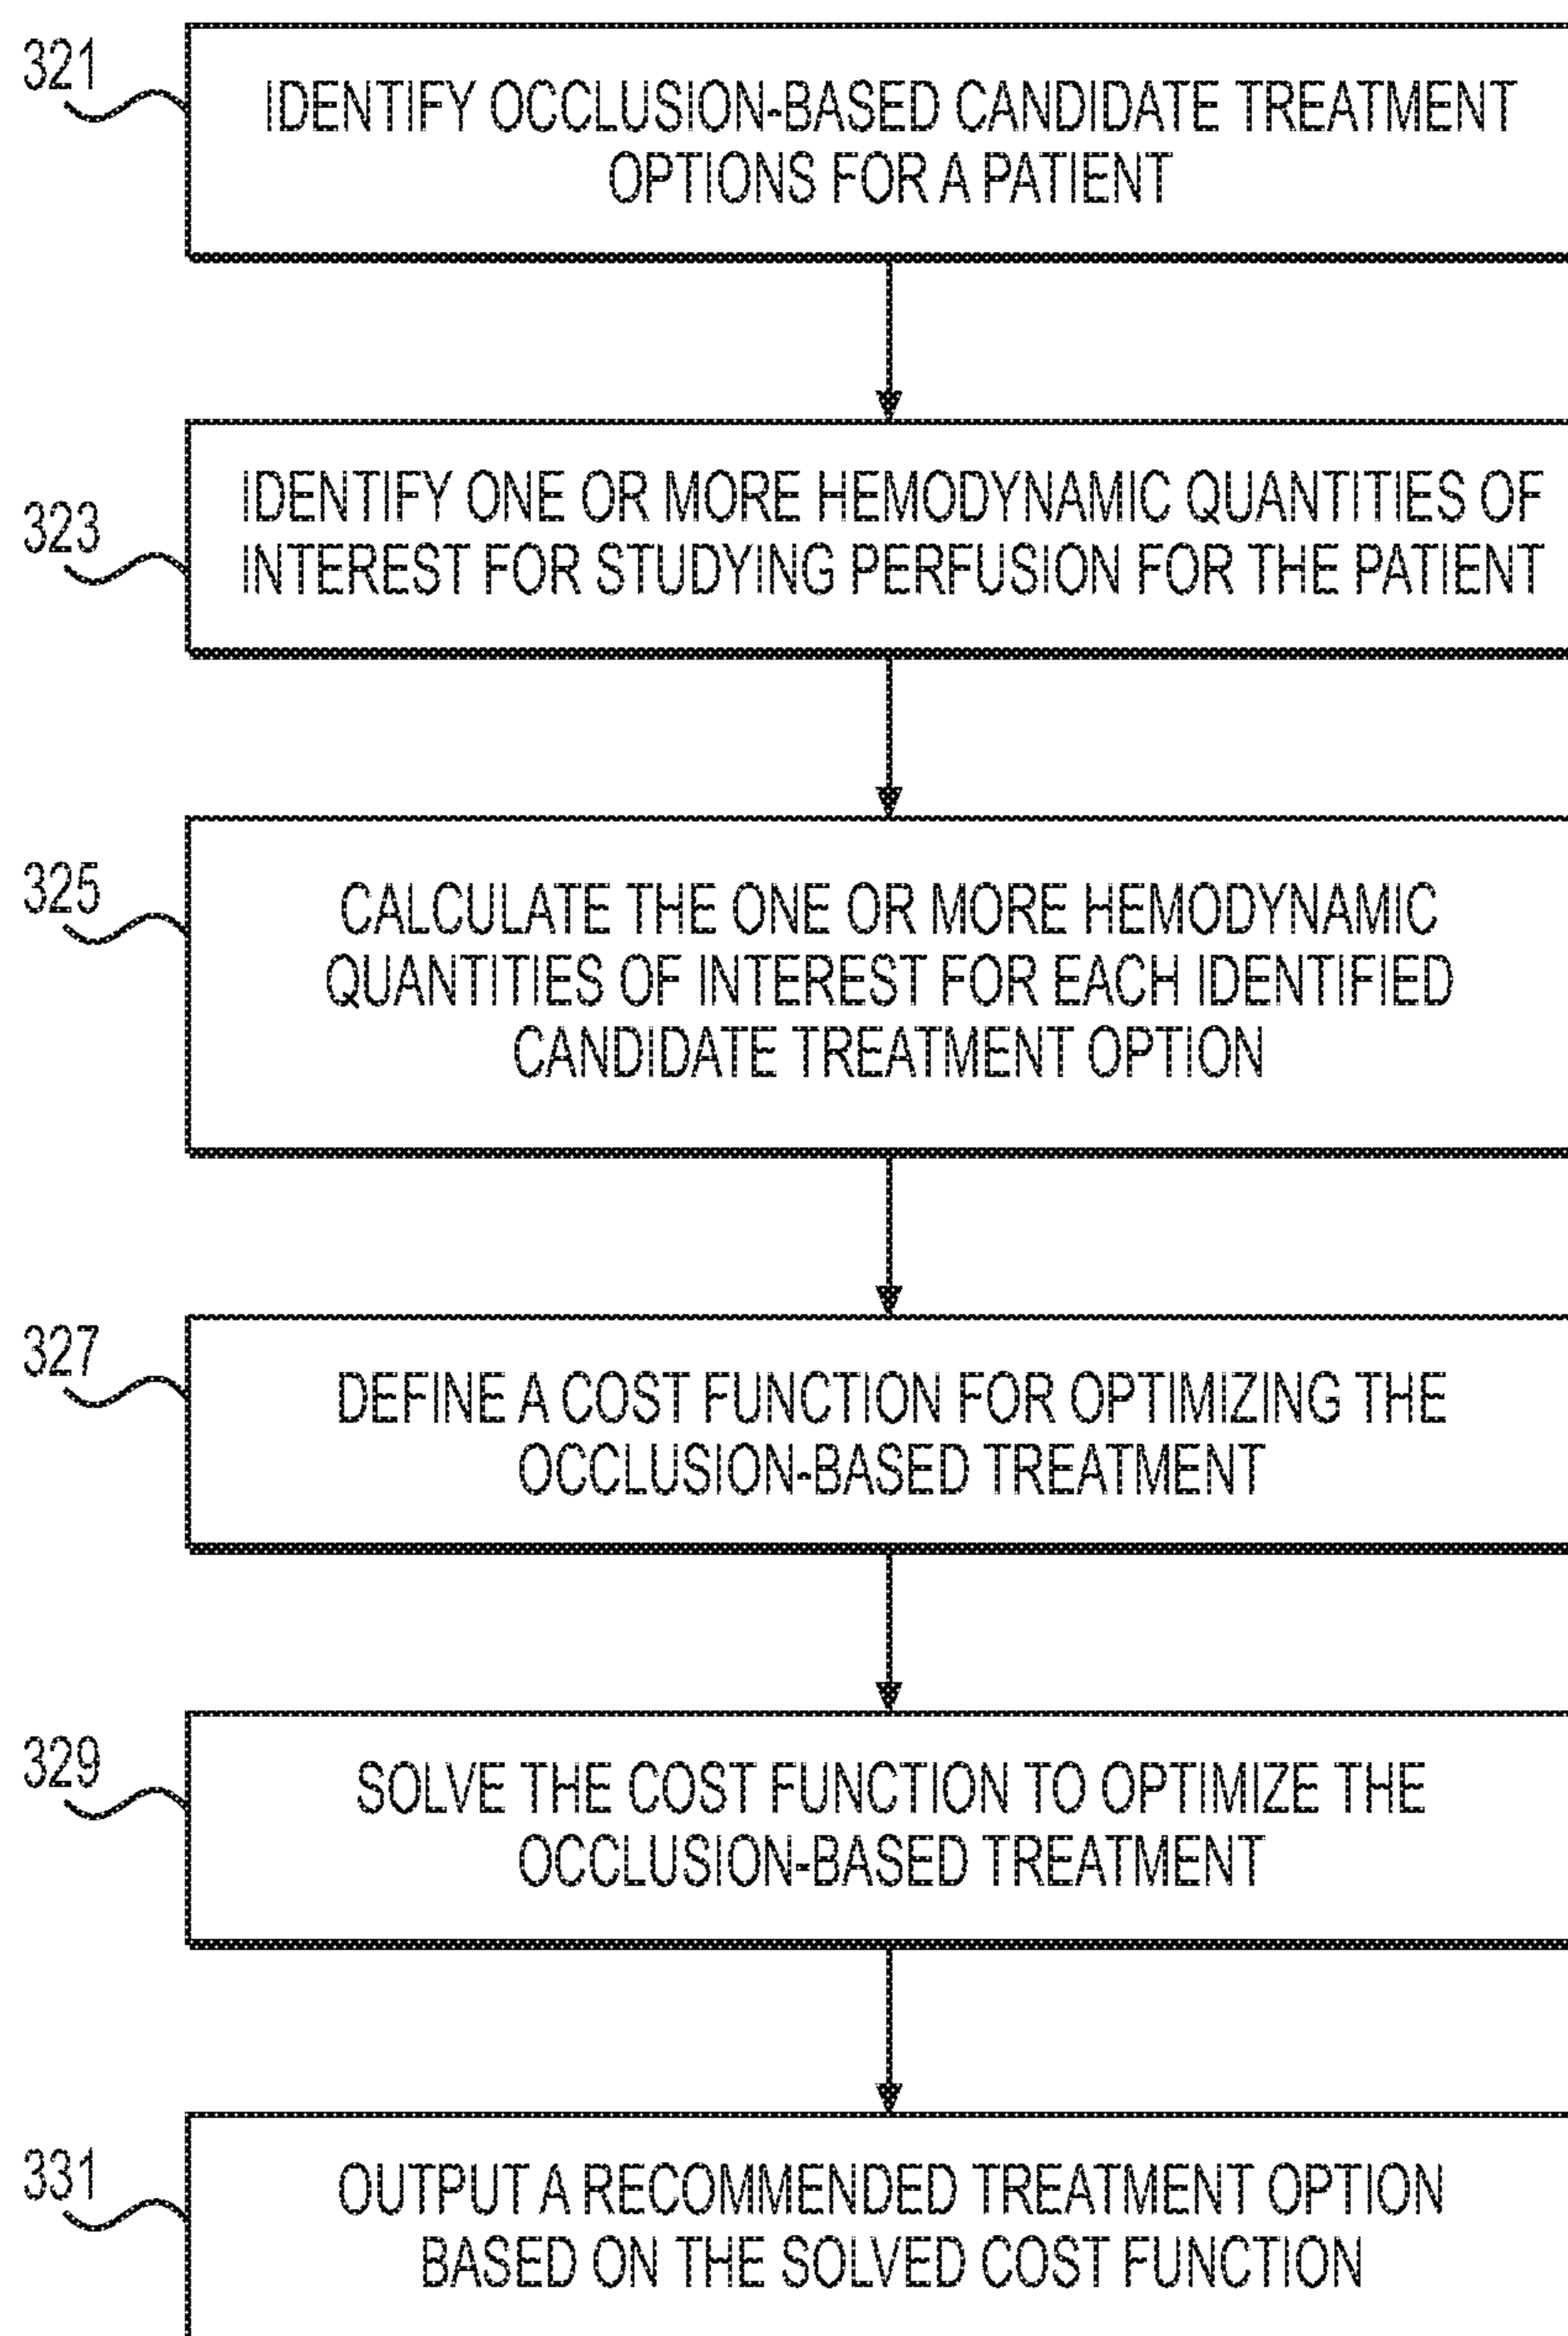 321
IDENTIFY OCCLUSION-BASED CANDIDATE TREATMENT
OPTIONS FOR A PATIENT
323
IDENTIFY ONE OR MORE HEMODYNAMIC QUANTITIES OF
INTEREST FOR STUDYING PERFUSION FOR THE PATIENT
325
CALCULATE THE ONE OR MORE HEMODYNAMIC
QUANTITIES OF INTEREST FOR EACH IDENTIFIED
CANDIDATE TREATMENT OPTION
327
DEFINE A COST FUNCTION FOR OPTIMIZING THE
OCCLUSION-BASED TREATMENT
329
SOLVE THE COST FUNCTION TO OPTIMIZE THE
OCCLUSION-BASED TREATMENT
331
OUTPUT A RECOMMENDED TREATMENT OPTION
BASED ON THE SOLVED COST FUNCTION